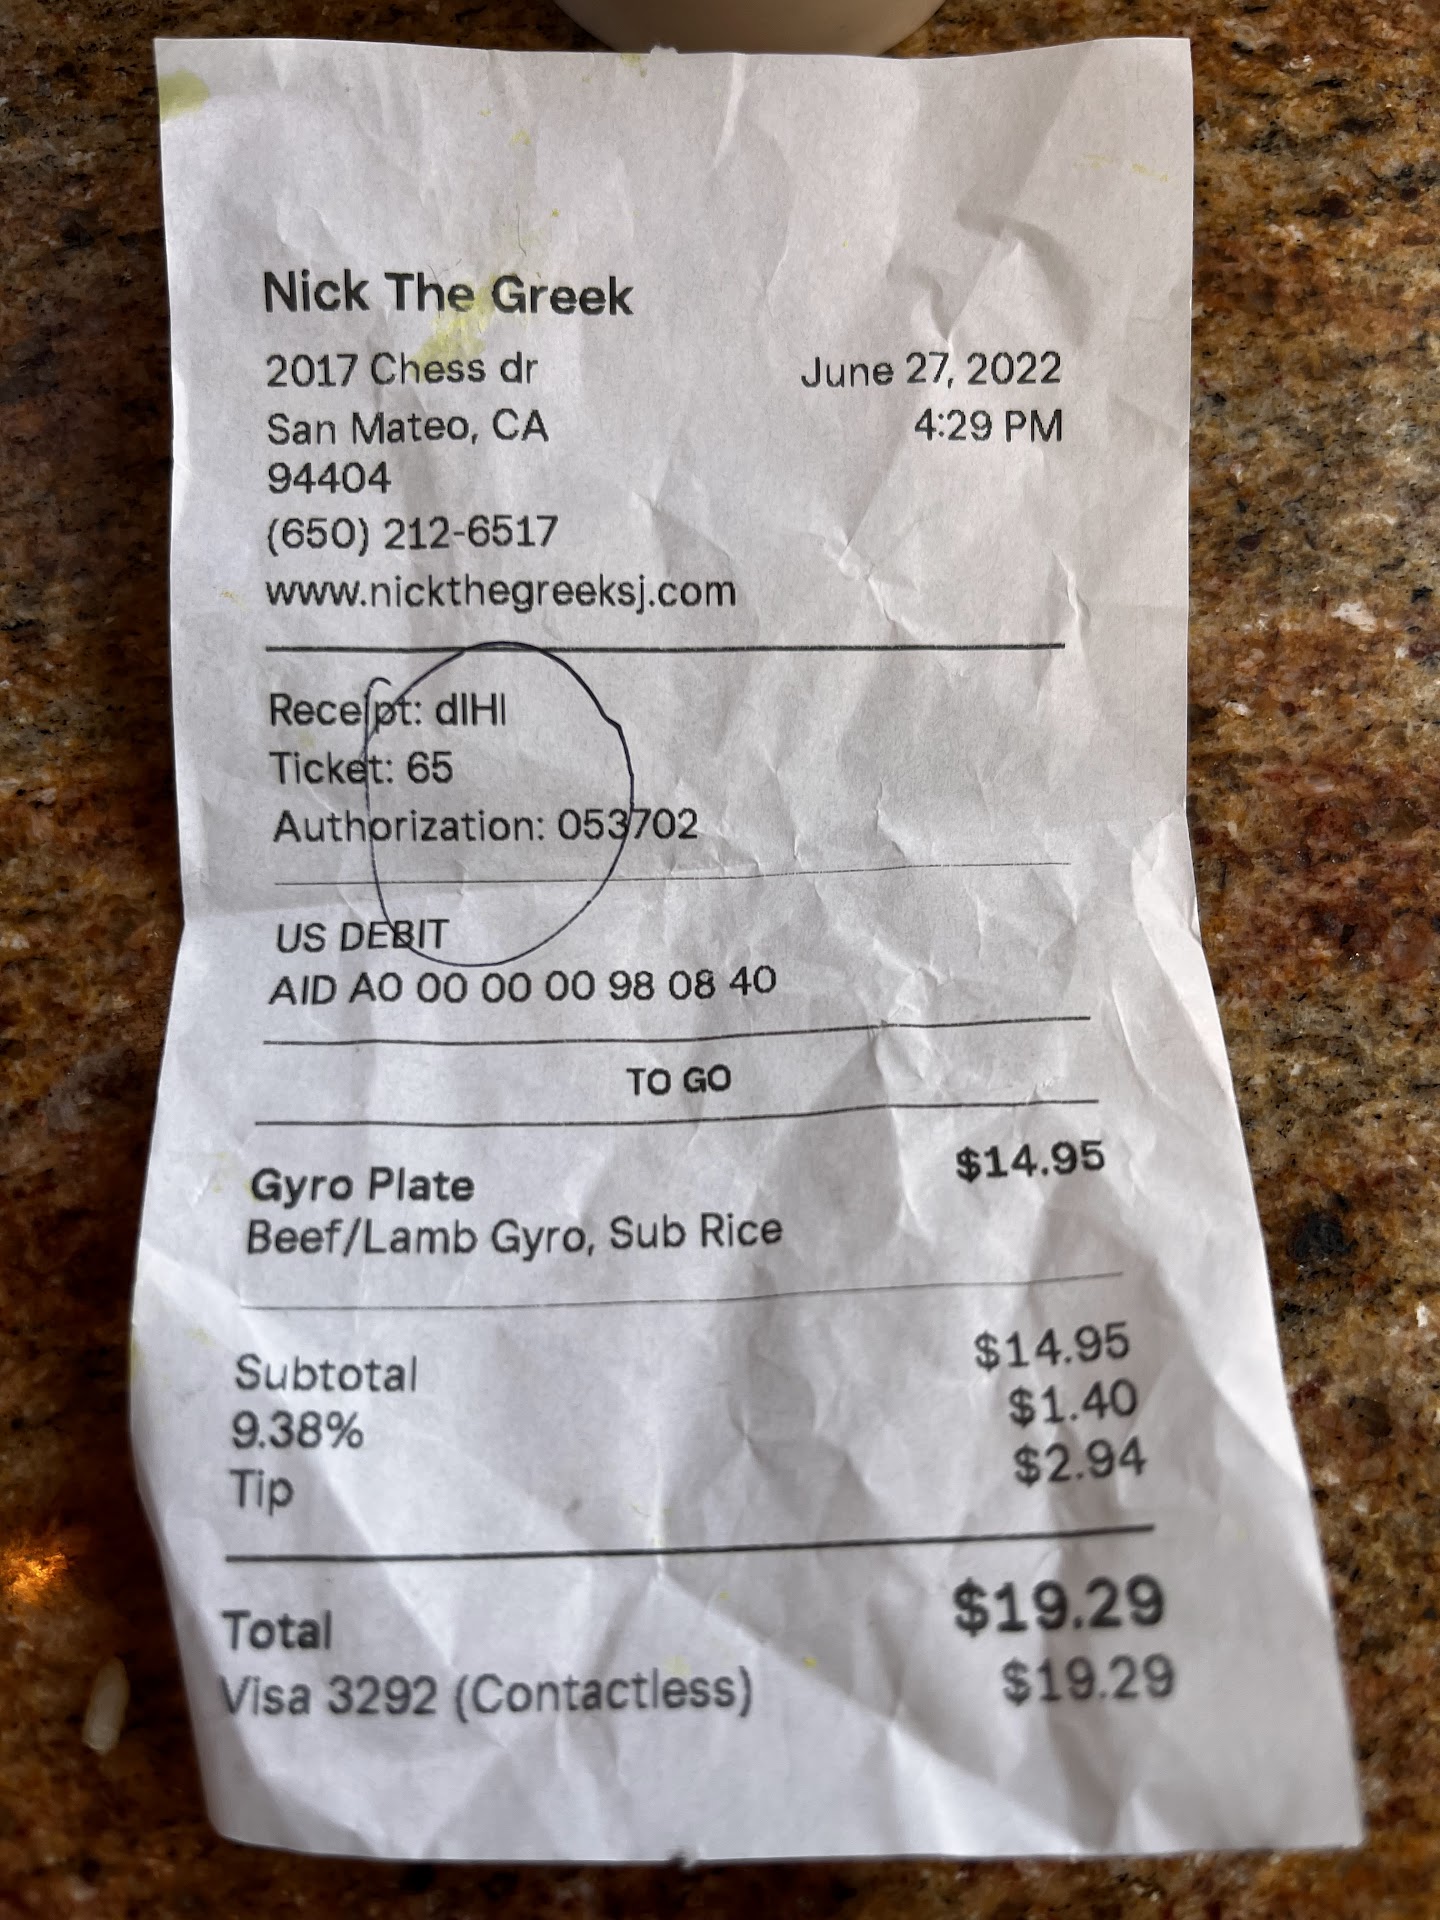 Nick The Greek
2017 Chess dr
June 27, 2022
San Mateo, CA
4:29 PM
94404
(650) 212-6517
www.nickthegreeksj.com
Receipt: dIHI
Ticket: 65
Authorization: 053702
US DEBIT
AID A0 00 00 00 98 08 40
TO GO
Gyro Plate $14.95
Beef/Lamb Gyro, Sub Rice
Subtotal $14.95
9.38% $1.40
Tip $2.94
Total $19.29
Visa 3292 (Contactless) $19.29